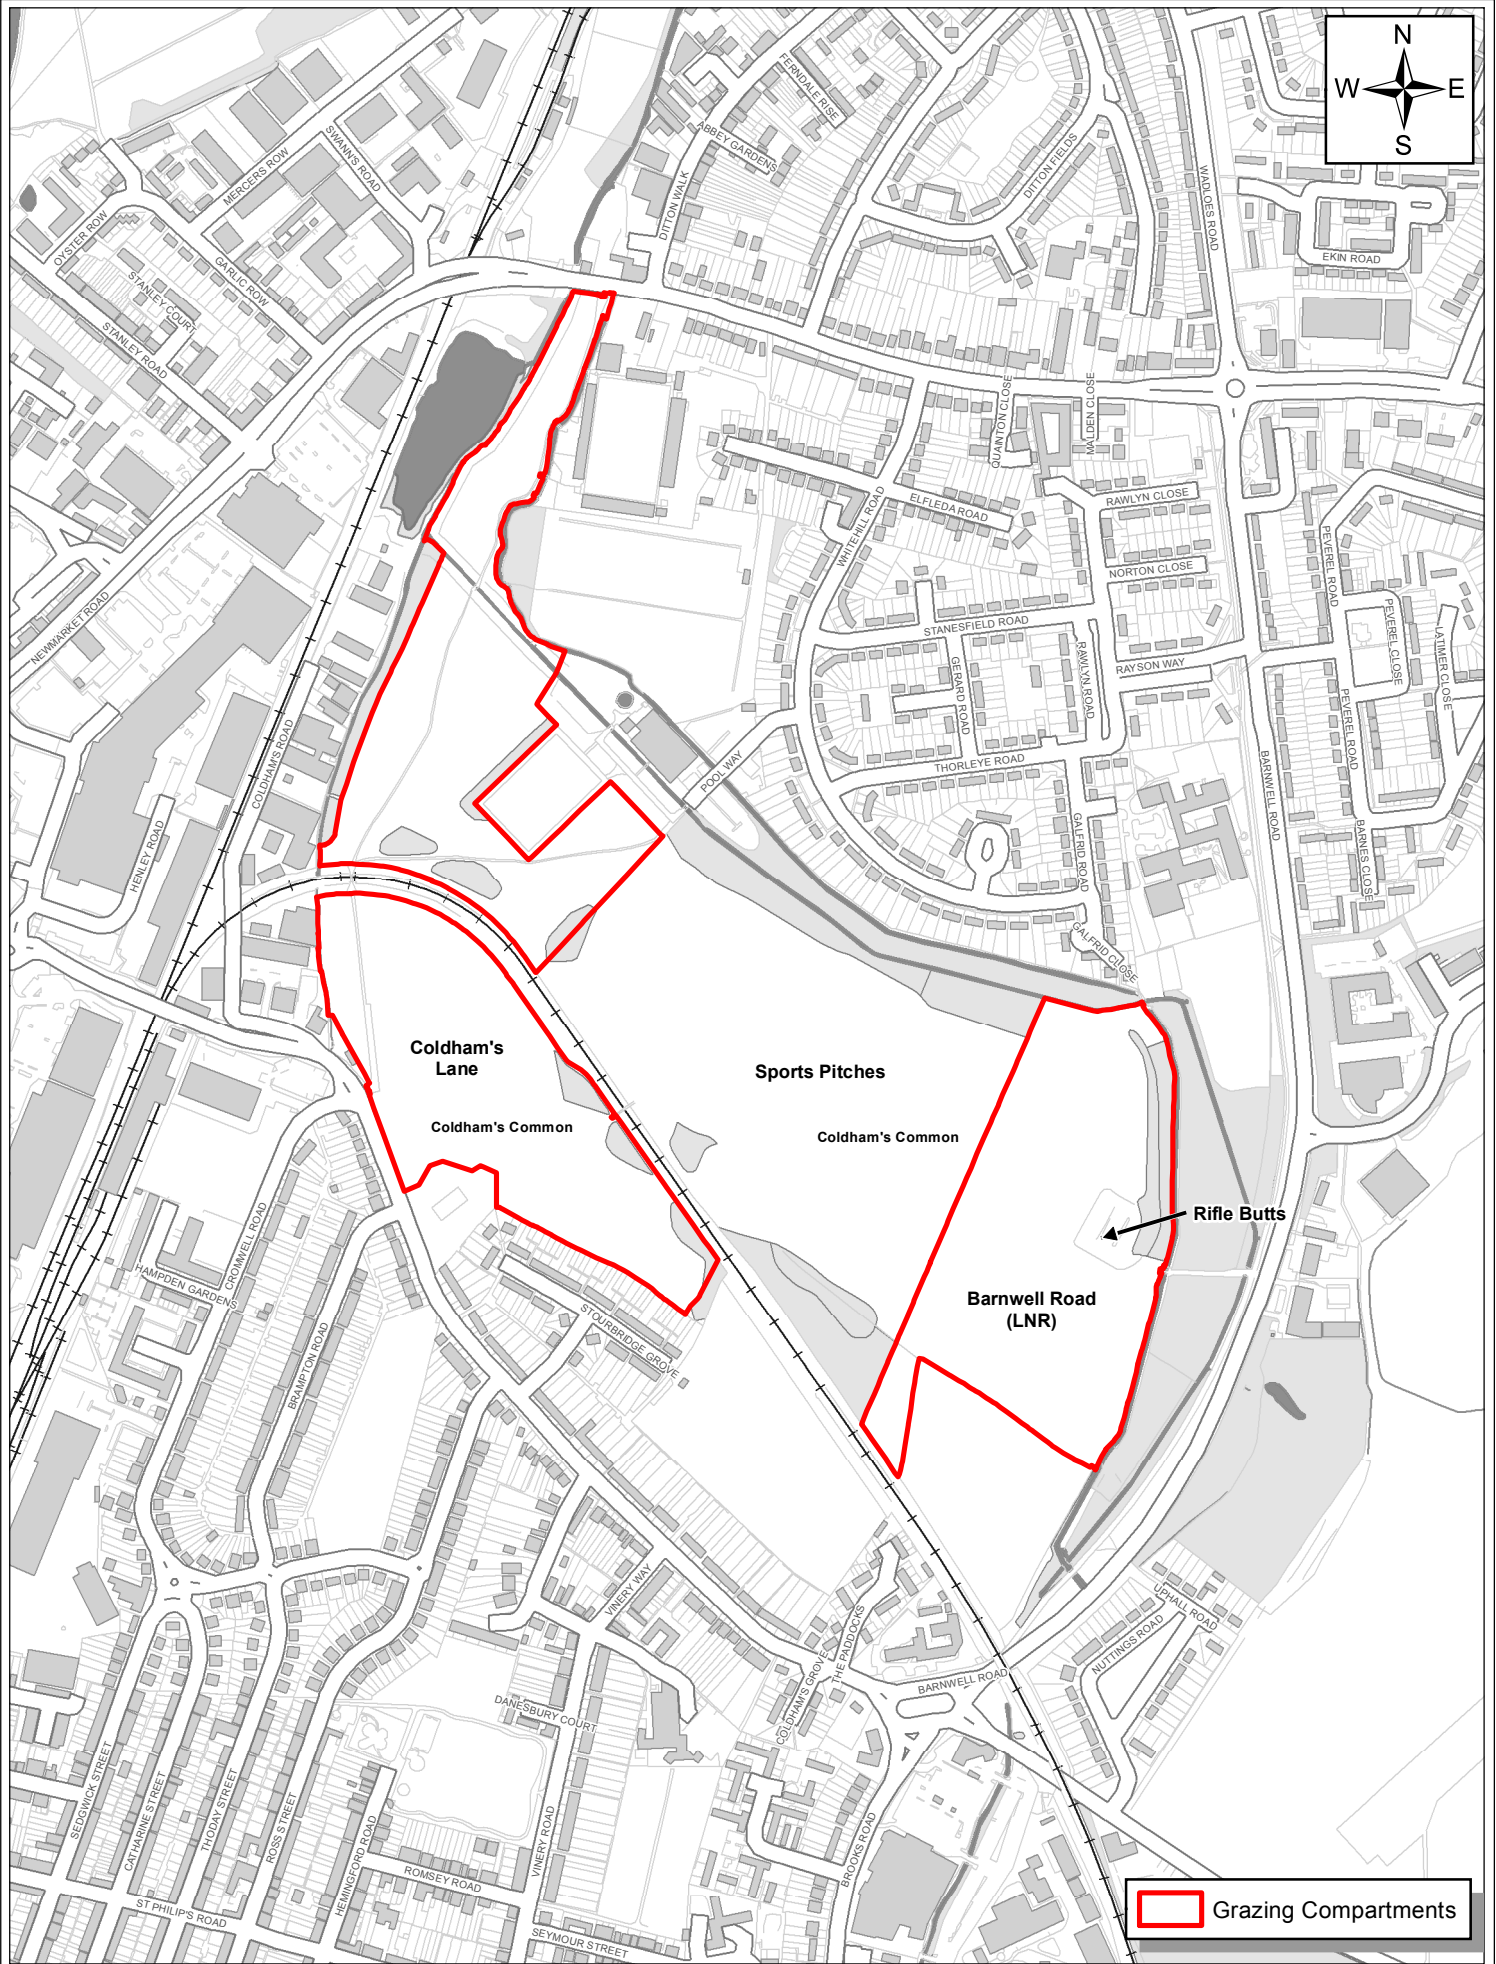 N
W E
S
FERNDALE RISE
ABBEY GARDENS
DITTON WALK
DITTON FIELDS
WADLOES ROAD
EKIN ROAD
SWANN'S ROAD
MERCERS ROW
OYSTER ROW
GARLIC ROW
STANLEY COURT
STANLEY ROAD
QUAINTON CLOSE
MALDEN CLOSE
ELFLEDA ROAD
WHITEHILL ROAD
RAWLYN CLOSE
NORTON CLOSE
PEVEREL ROAD
PEVEREL CLOSE
LATIMER CLOSE
STANESFIELD ROAD
GERARD ROAD
RAWLYN ROAD
RAYSON WAY
PEVEREL ROAD
NEWMARKET ROAD
COLDHAM'S ROAD
THORLEYE ROAD
POOL WAY
BARNWELL ROAD
HENLEY ROAD
GALFRID ROAD
BARNES CLOSE
GALFRID CLOSE
Coldham's
Lane
Sports Pitches
Coldham's Common
Coldham's Common
Rifle Butts
Barnwell Road
(LNR)
CROMWELL ROAD
HAMPDEN GARDENS
BRAMPTON ROAD
STOURBRIDGE GROVE
VINERY WAY
THE PADDOCKS
COLDHAM'S GROVE
UPHALL ROAD
NUTTINGS ROAD
BARNWELL ROAD
DANESBURY COURT
SEDGWICK STREET
CATHARINE STREET
THODAY STREET
ROSS STREET
HEMINGFORD ROAD
VINERY ROAD
BROOKS ROAD
ROMSEY ROAD
ST PHILIP'S ROAD
SEYMOUR STREET
Grazing Compartments